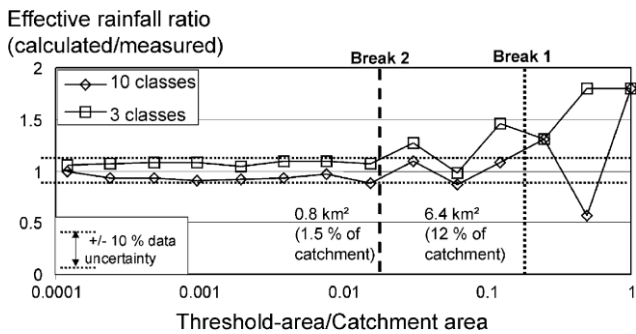 Effective rainfall ratio
(calculated/measured)
Break 2
Break 1
2
10 classes
3 classes
1.5
1
0.5
0.8 km²
(1.5 % of
catchment)
6.4 km²
(12 % of
catchment)
+/- 10 % data
uncertainty
0
0.0001
0.001
0.01
0.1
1
Threshold-area/Catchment area